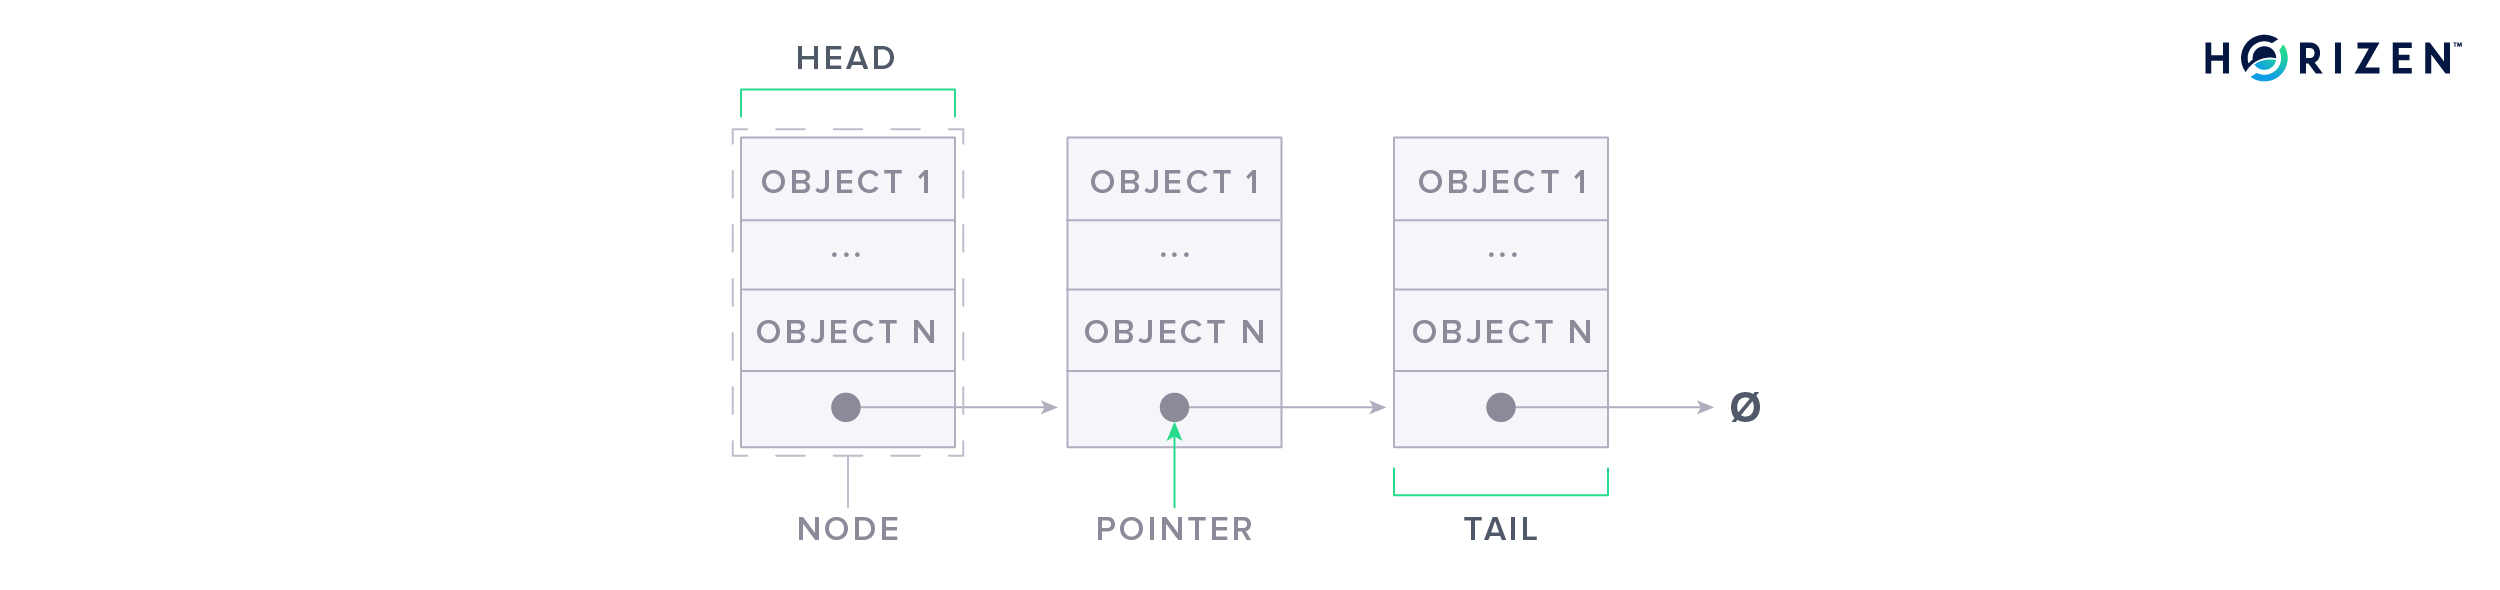 HEAD
HORIZEN™
OBJECT 1
OBJECT 1
OBJECT 1
...
...
...
OBJECT N
OBJECT N
OBJECT N
Ø
NODE
POINTER
TAIL